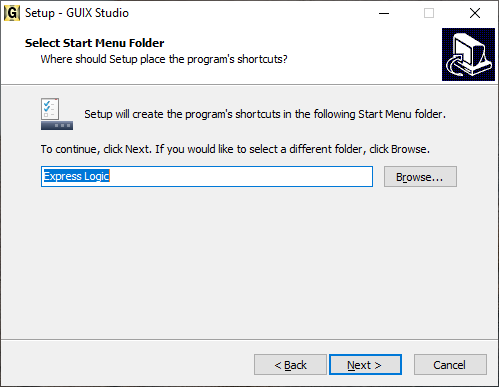 Setup - GUIX Studio
Select Start Menu Folder
Where should Setup place the program's shortcuts?
Setup will create the program's shortcuts in the following Start Menu folder.
To continue, click Next. If you would like to select a different folder, click Browse.
Express Logic
Browse...
< Back
Next >
Cancel